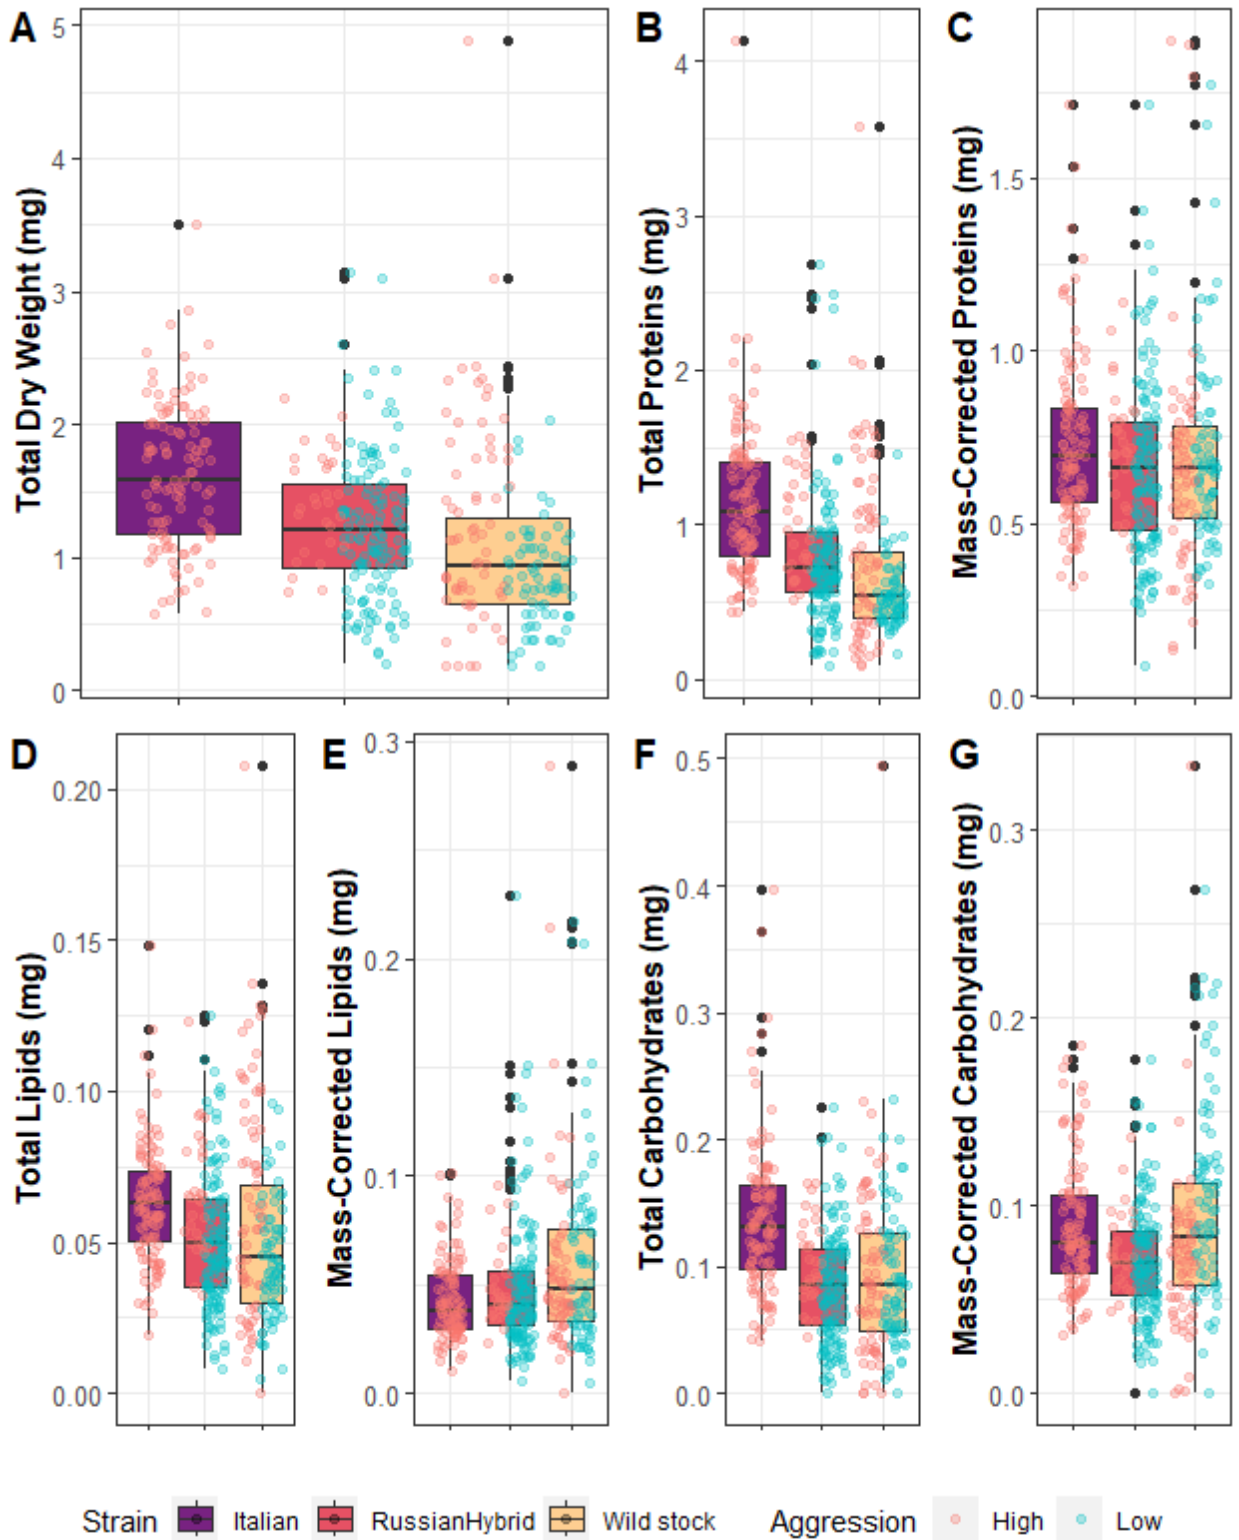 A
Total Dry Weight (mg)
5
4
3
2
1
0
B
Total Proteins (mg)
4
3
2
1
0
C
Mass-Corrected Proteins (mg)
1.5
1.0
0.5
0.0
D
Total Lipids (mg)
0.20
0.15
0.10
0.05
0.00
E
Mass-Corrected Lipids (mg)
0.3
0.2
0.1
0.0
F
Total Carbohydrates (mg)
0.5
0.4
0.3
0.2
0.1
0.0
G
Mass-Corrected Carbohydrates (mg)
0.3
0.2
0.1
0.0
Strain Italian RussianHybrid Wild stock Aggression High Low